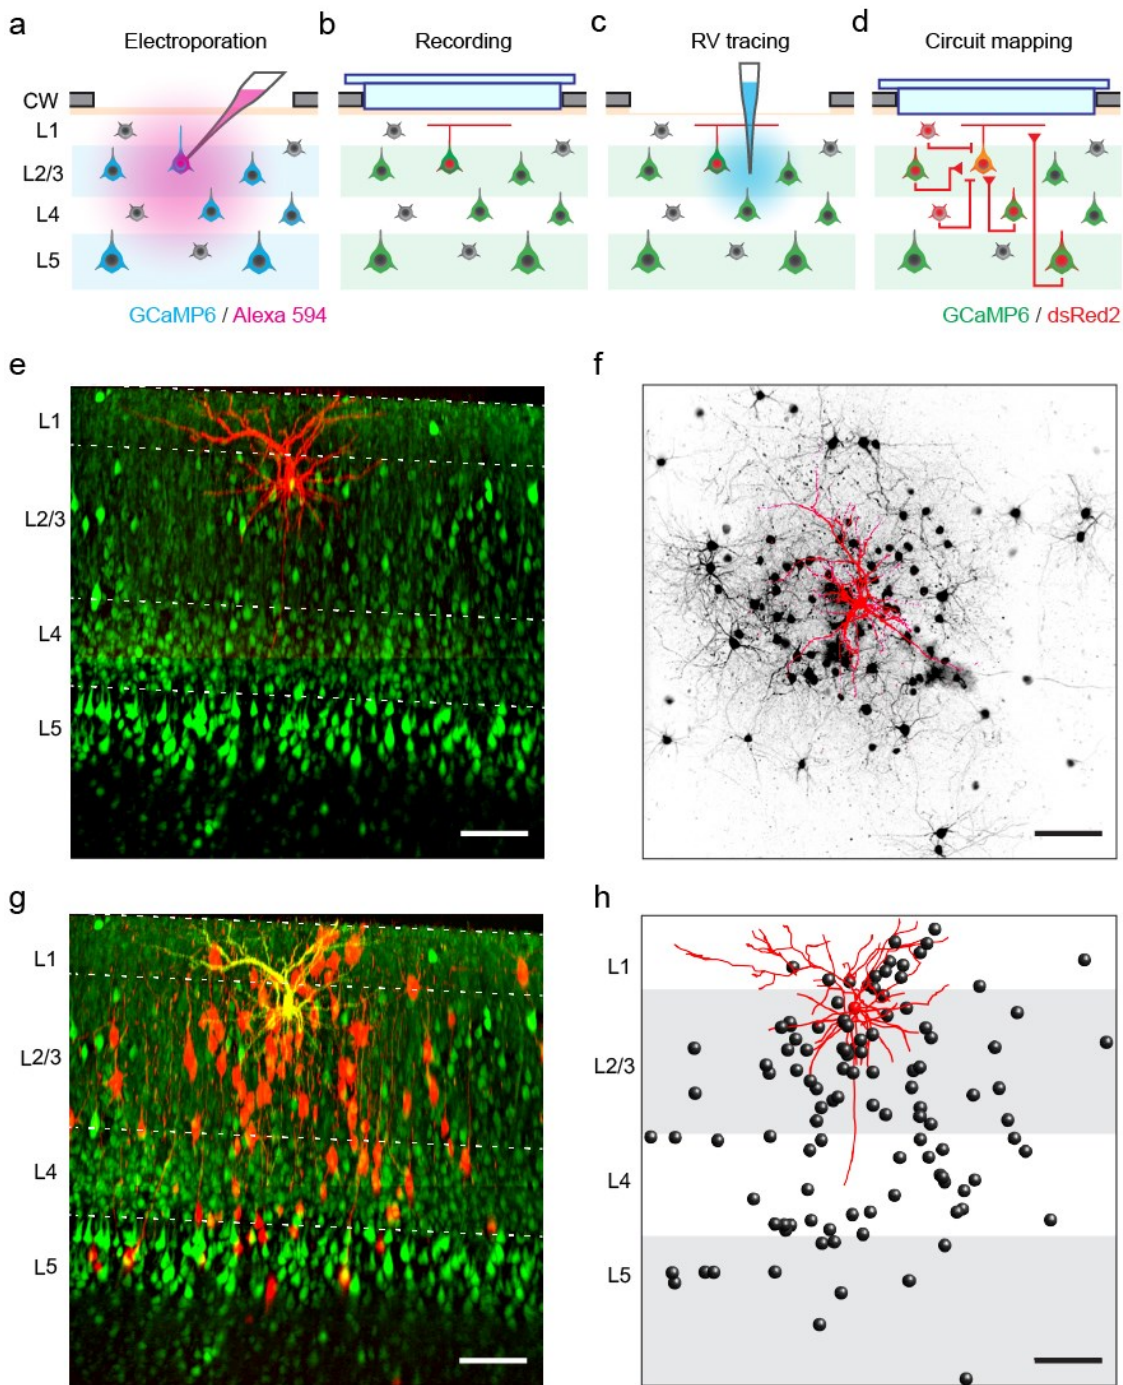 a Electroporation b Recording c RV tracing d Circuit mapping
CW
L1
L2/3
L4
L5
GCaMP6 / Alexa 594 GCaMP6 / dsRed2
e f
L1
L2/3
L4
L5
g h
L1 L1
L2/3 L2/3
L4 L4
L5 L5